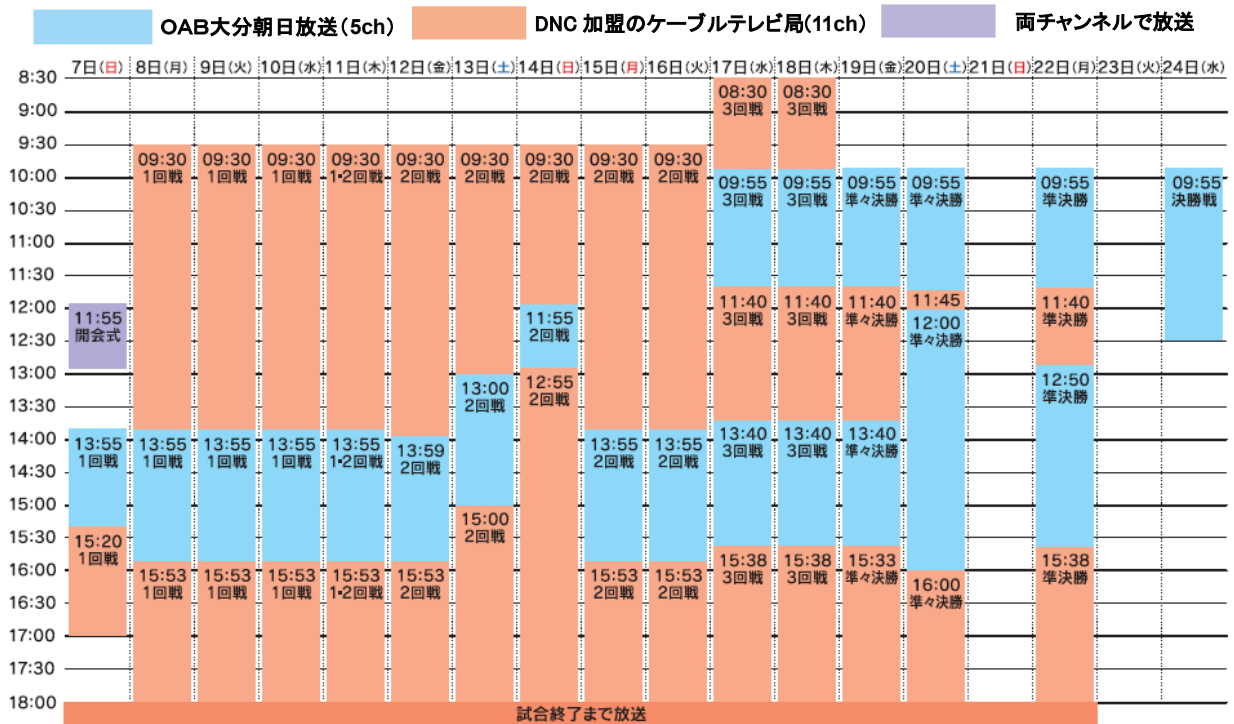 OAB大分朝日放送(5ch)
DNC 加盟のケーブルテレビ局(11ch)
両チャンネルで放送
7日(日) 8日(月) 9日(火) 10日(水) 11日(木) 12日(金) 13日(土) 14日(日) 15日(月) 16日(火) 17日(水) 18日(木) 19日(金) 20日(土) 21日(日) 22日(月) 23日(火) 24日(水)
8:30
9:00
9:30
10:00
10:30
11:00
11:30
12:00
12:30
13:00
13:30
14:00
14:30
15:00
15:30
16:00
16:30
17:00
17:30
18:00
11:55
開会式
13:55
1回戦
15:20
1回戦
09:30
1回戦
13:55
1回戦
15:53
1回戦
09:30
1回戦
13:55
1回戦
15:53
1回戦
09:30
1回戦
13:55
1回戦
15:53
1回戦
09:30
1・2回戦
13:55
1・2回戦
15:53
1・2回戦
09:30
2回戦
13:59
2回戦
15:53
2回戦
09:30
2回戦
13:00
2回戦
15:00
2回戦
09:30
2回戦
11:55
2回戦
12:55
2回戦
09:30
2回戦
13:55
2回戦
15:53
2回戦
09:30
2回戦
13:55
2回戦
15:53
2回戦
08:30
3回戦
09:55
3回戦
11:40
3回戦
13:40
3回戦
15:38
3回戦
08:30
3回戦
09:55
3回戦
11:40
3回戦
13:40
3回戦
15:38
3回戦
09:55
準々決勝
11:40
準々決勝
13:40
準々決勝
15:33
準々決勝
09:55
準々決勝
11:45
12:00
準々決勝
16:00
準々決勝
09:55
準決勝
11:40
準決勝
12:50
準決勝
15:38
準決勝
09:55
決勝戦
試合終了まで放送